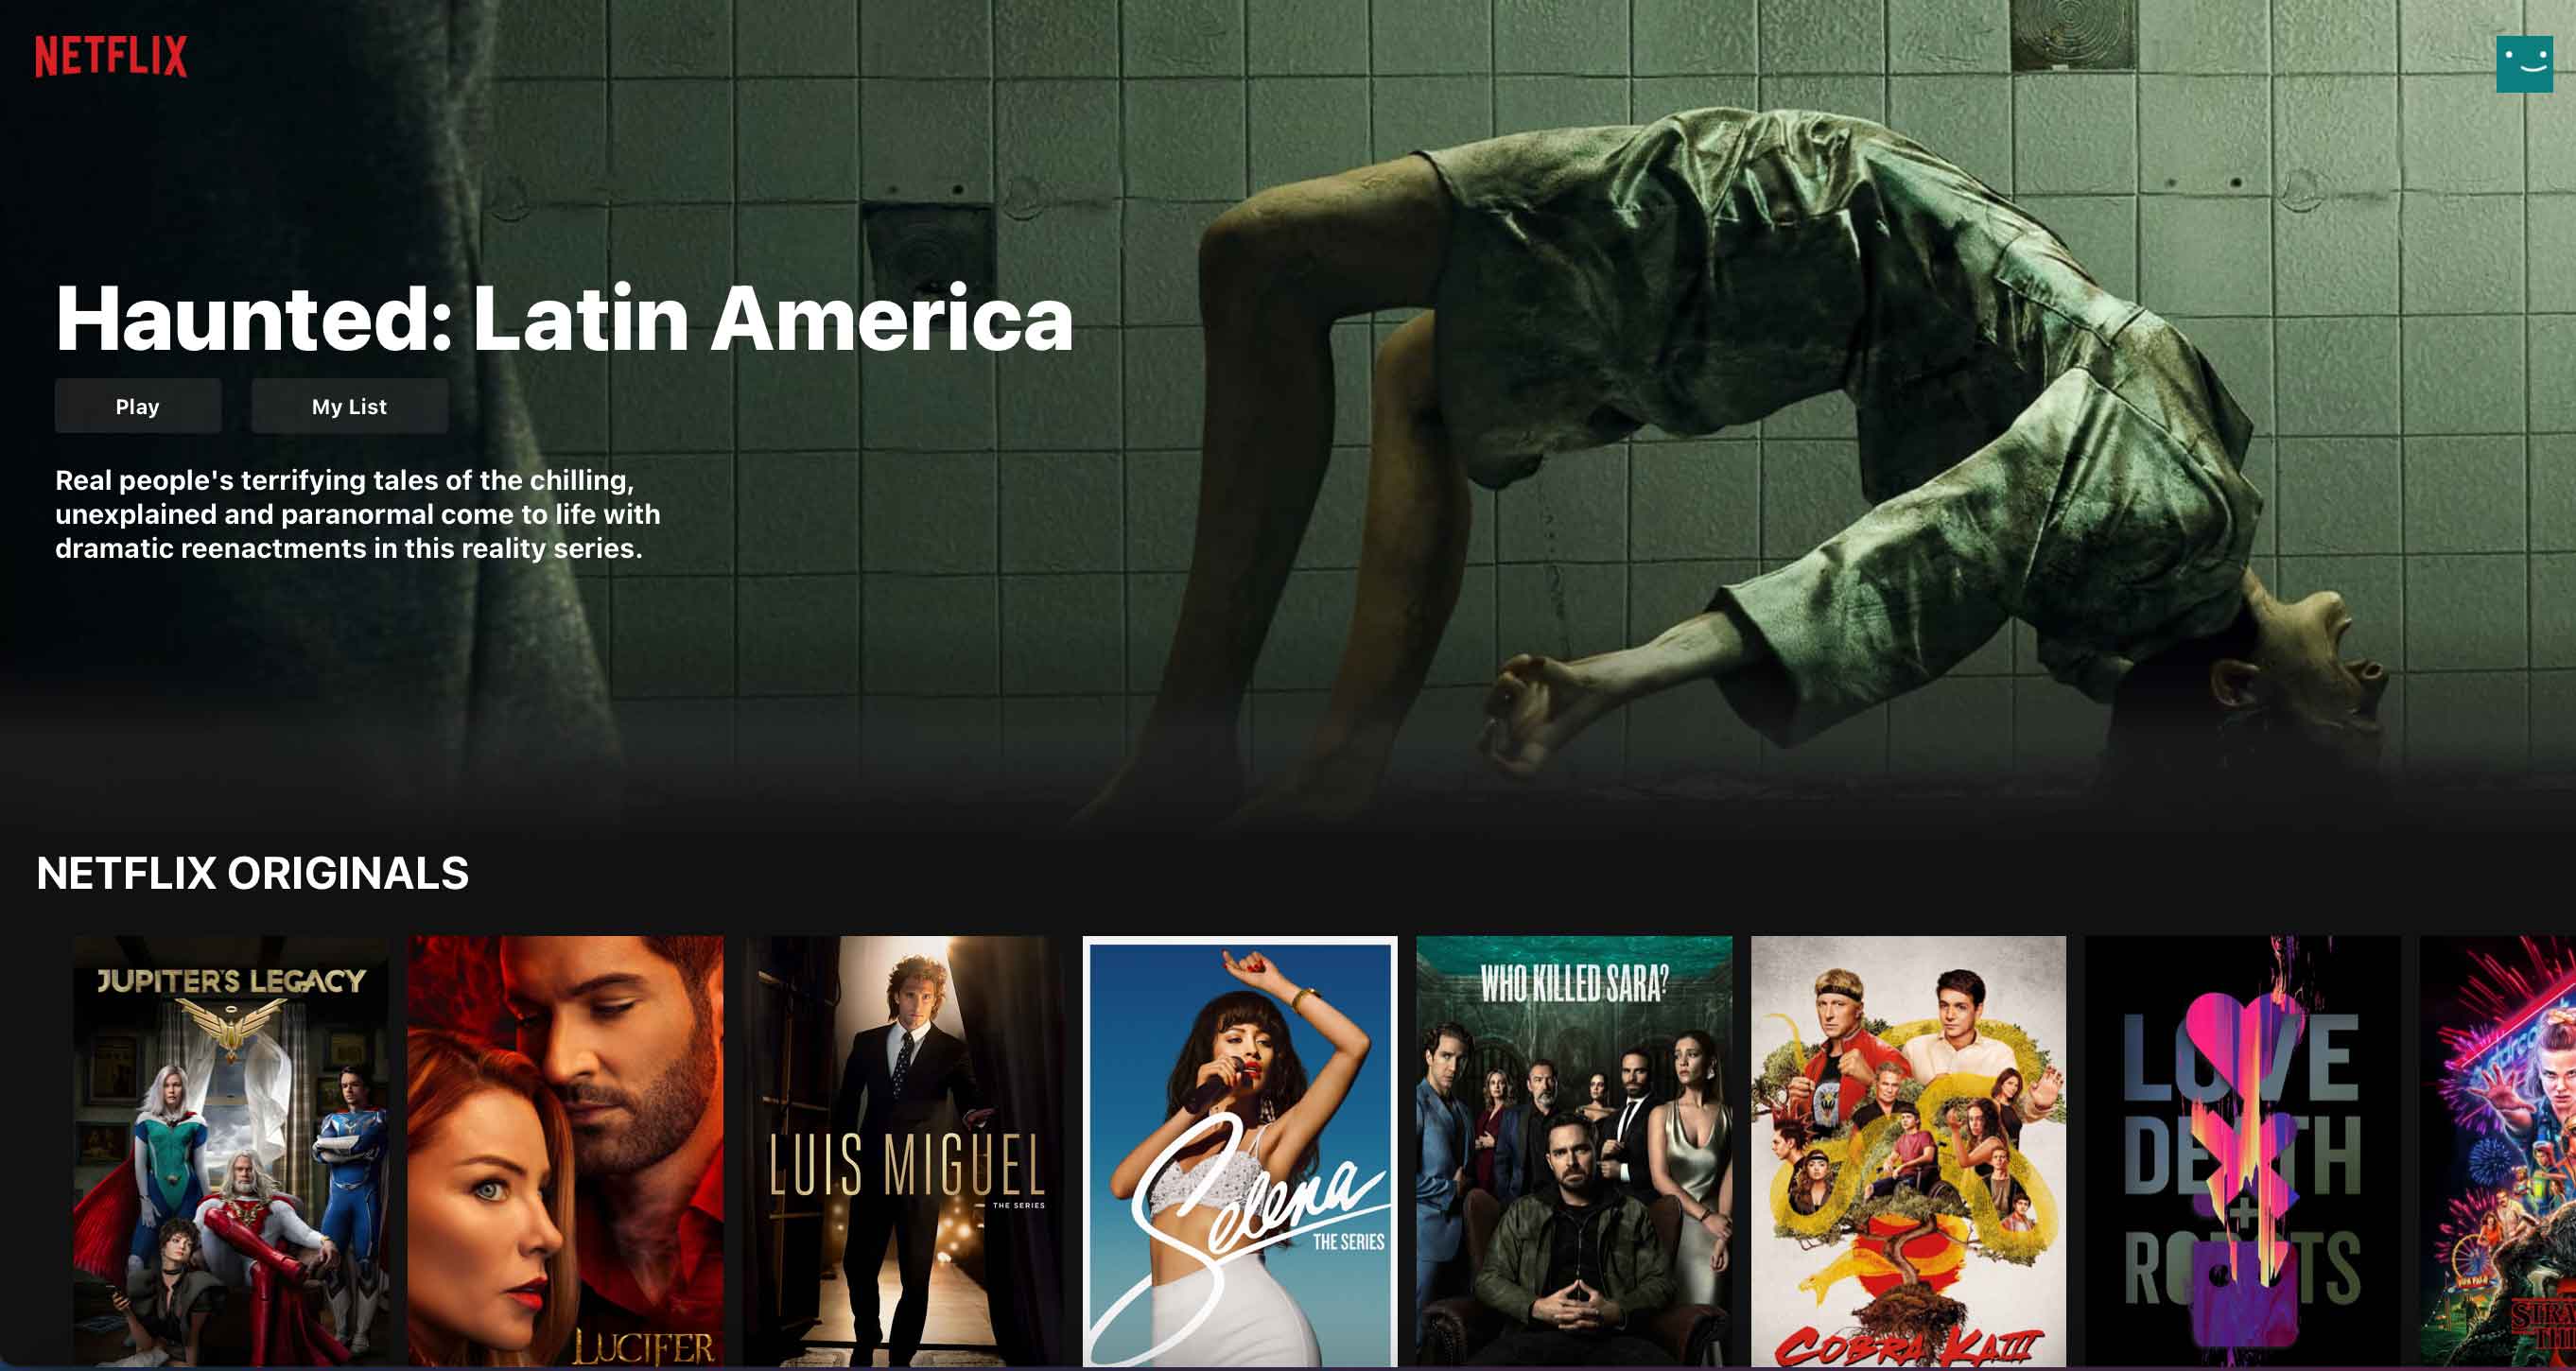 NETFLIX
Haunted: Latin America
Play
My List
Real people's terrifying tales of the chilling,
unexplained and paranormal come to life with
dramatic reenactments in this reality series.
NETFLIX ORIGINALS
JUPITER'S LEGACY
LUCIFER
LUIS MIGUEL
THE SERIES
Selena
THE SERIES
WHO KILLED SARA?
COBRA KAI
LOVE
DEATH
+
ROBOTS